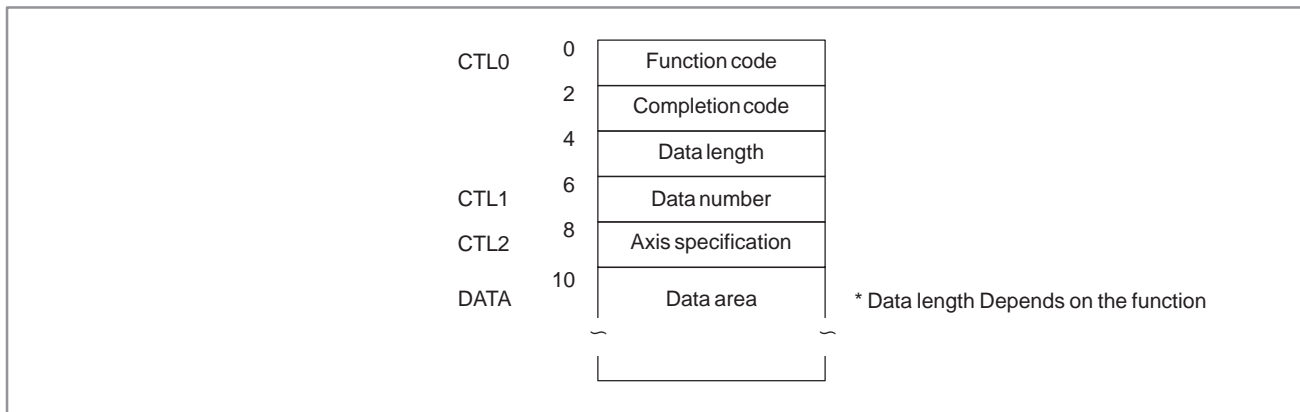 0
CTL0 Function code
2
Completion code
4
Data length
6
CTL1 Data number
8
CTL2 Axis specification
10
DATA Data area * Data length Depends on the function